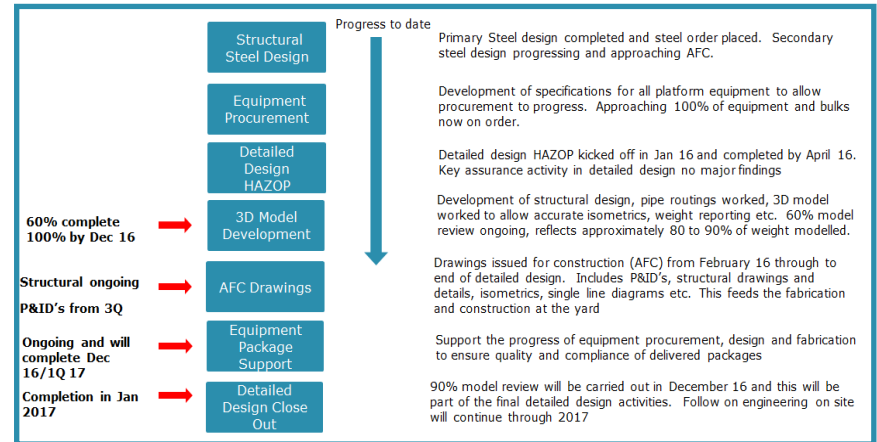 Progress to date
Structural
Steel Design
Primary Steel design completed and steel order placed.  Secondary
steel design progressing and approaching AFC.
Equipment
Procurement
Development of specifications for all platform equipment to allow
procurement to progress.  Approaching 100% of equipment and bulks
now on order.
Detailed
Design
HAZOP
Detailed design HAZOP kicked off in Jan 16 and completed by April 16.
Key assurance activity in detailed design no major findings
60% complete
100% by Dec 16
3D Model
Development
Development of structural design, pipe routings worked, 3D model
worked to allow accurate isometrics, weight reporting etc.  60% model
review ongoing, reflects approximately 80 to 90% of weight modelled.
Structural ongoing
P&ID's from 3Q
AFC Drawings
Drawings issued for construction (AFC) from February 16 through to
end of detailed design.  Includes P&ID's, structural drawings and
details, isometrics, single line diagrams etc.  This feeds the fabrication
and construction at the yard
Ongoing and will
complete Dec
16/1Q 17
Equipment
Package
Support
Support the progress of equipment procurement, design and fabrication
to ensure quality and compliance of delivered packages
Completion in Jan
2017
Detailed
Design Close
Out
90% model review will be carried out in December 16 and this will be
part of the final detailed design activities.  Follow on engineering on site
will continue through 2017